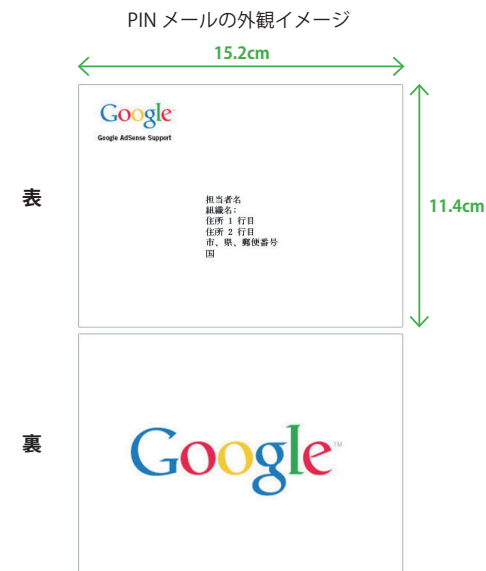 PIN メールの外観イメージ
15.2cm
Google
Google AdSense Support
表
担当者名
組織名:
住所 1 行目
住所 2 行目
市、県、郵便番号
国
11.4cm
裏
Google™